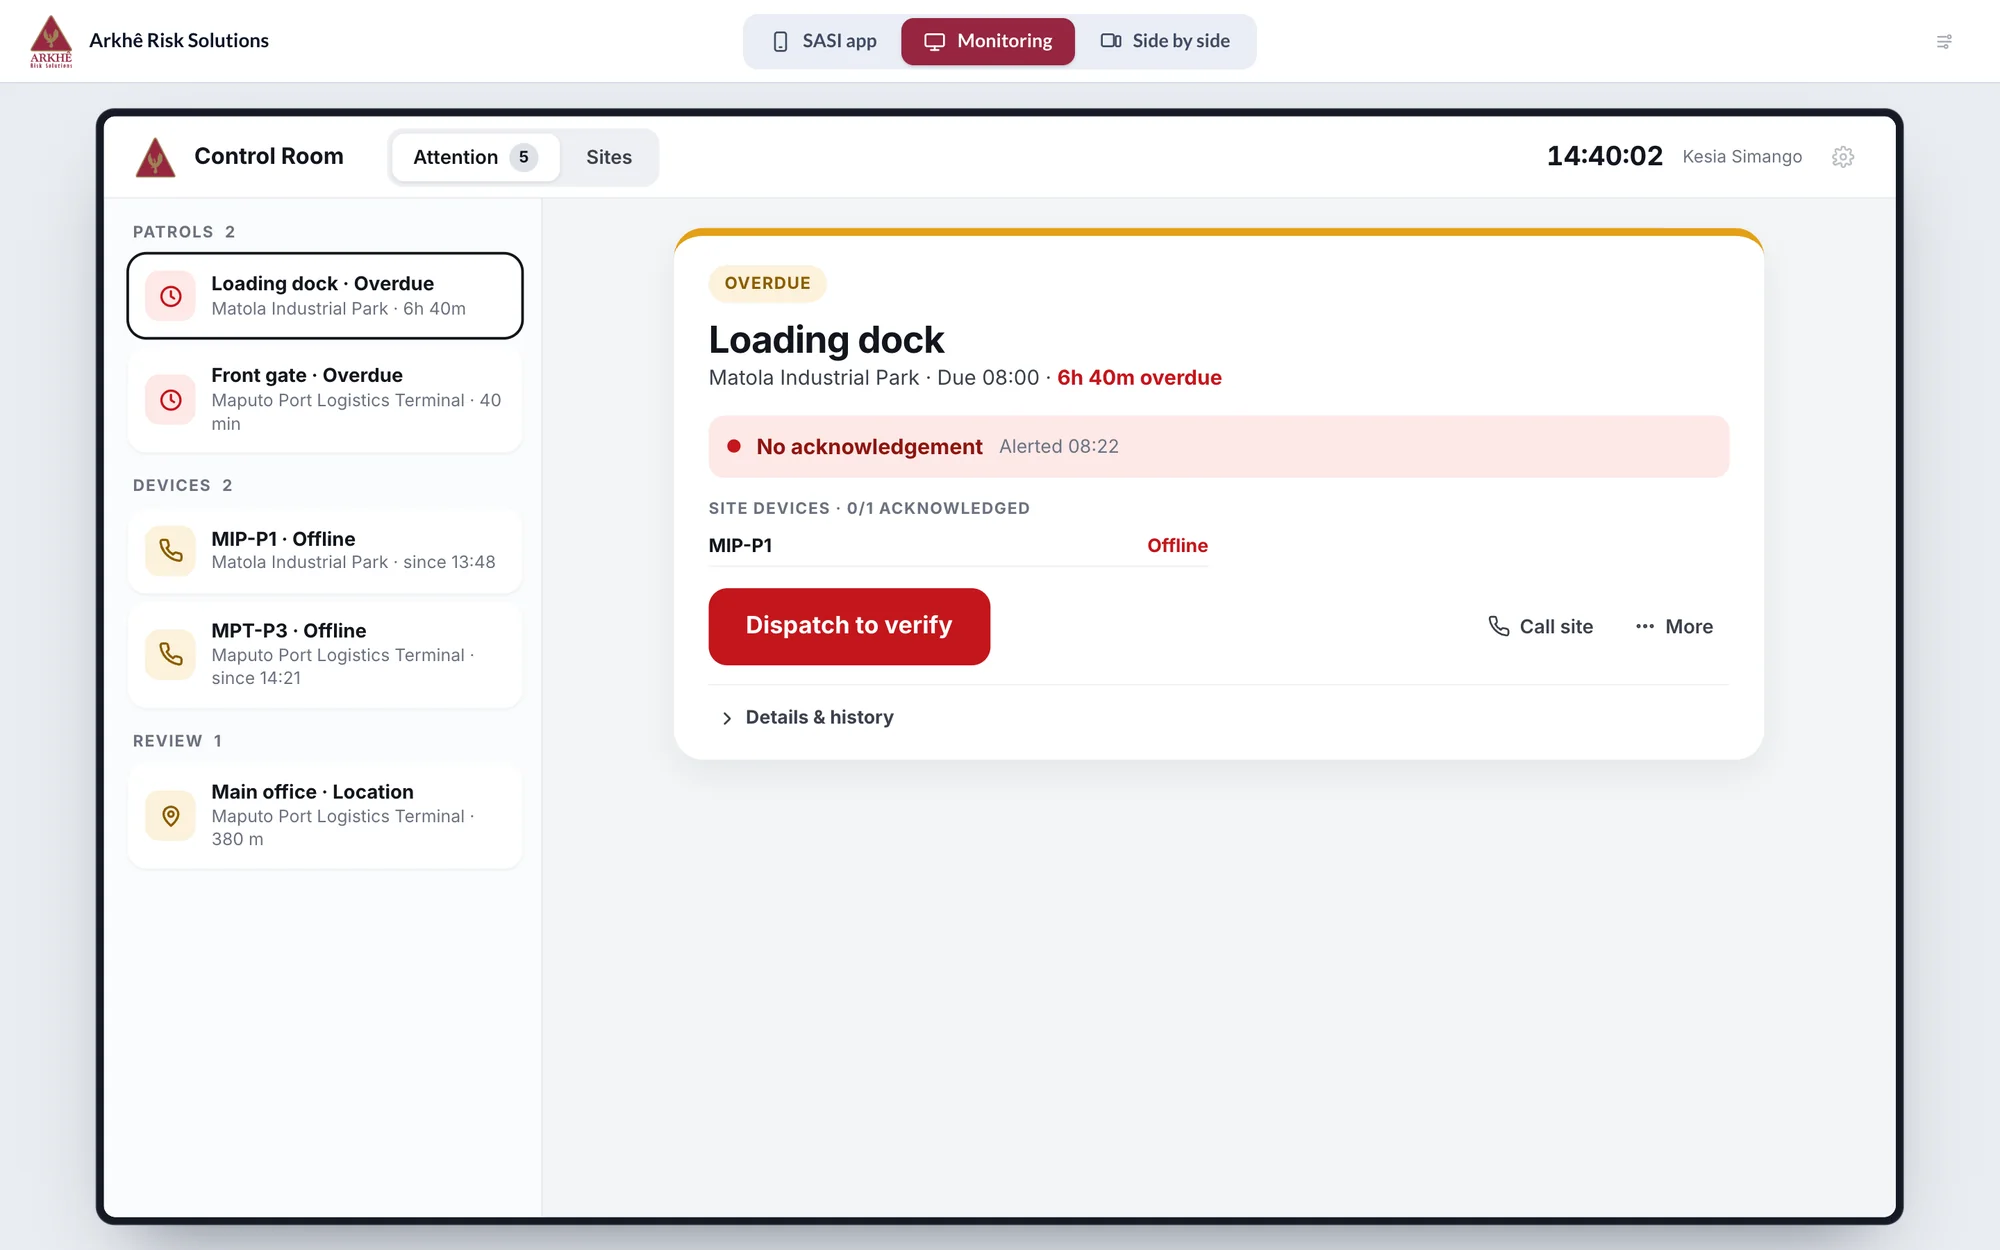 ARKHÊ
Risk Solutions
Arkhê Risk Solutions
SASI app
Monitoring
Side by side
Control Room
Attention 5
Sites
14:40:02
Kesia Simango
PATROLS 2
Loading dock · Overdue
Matola Industrial Park · 6h 40m
Front gate · Overdue
Maputo Port Logistics Terminal · 40
min
DEVICES 2
MIP-P1 · Offline
Matola Industrial Park · since 13:48
MPT-P3 · Offline
Maputo Port Logistics Terminal ·
since 14:21
REVIEW 1
Main office · Location
Maputo Port Logistics Terminal ·
380 m
OVERDUE
Loading dock
Matola Industrial Park · Due 08:00 · 6h 40m overdue
No acknowledgement Alerted 08:22
SITE DEVICES · 0/1 ACKNOWLEDGED
MIP-P1 Offline
Dispatch to verify
Call site
More
Details & history